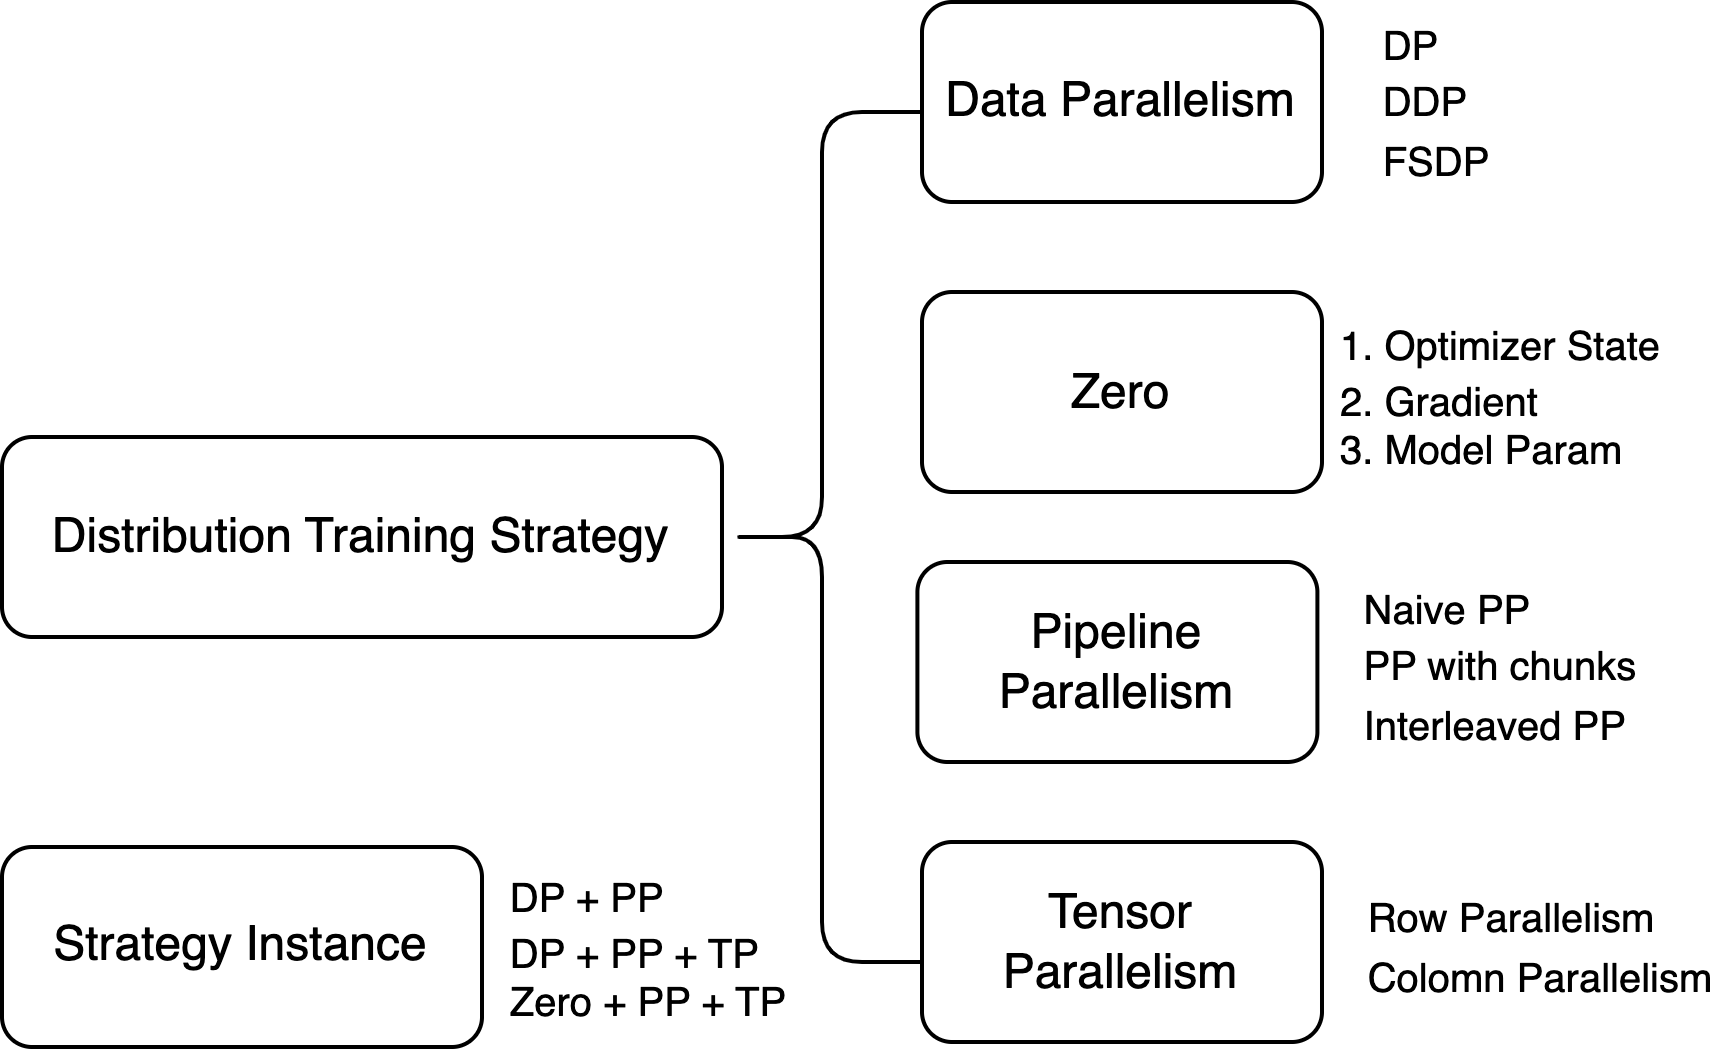 Data Parallelism
DP
DDP
FSDP
Zero
1. Optimizer State
2. Gradient
3. Model Param
Distribution Training Strategy
Pipeline
Parallelism
Naive PP
PP with chunks
Interleaved PP
Strategy Instance
DP + PP
DP + PP + TP
Zero + PP + TP
Tensor
Parallelism
Row Parallelism
Colomn Parallelism